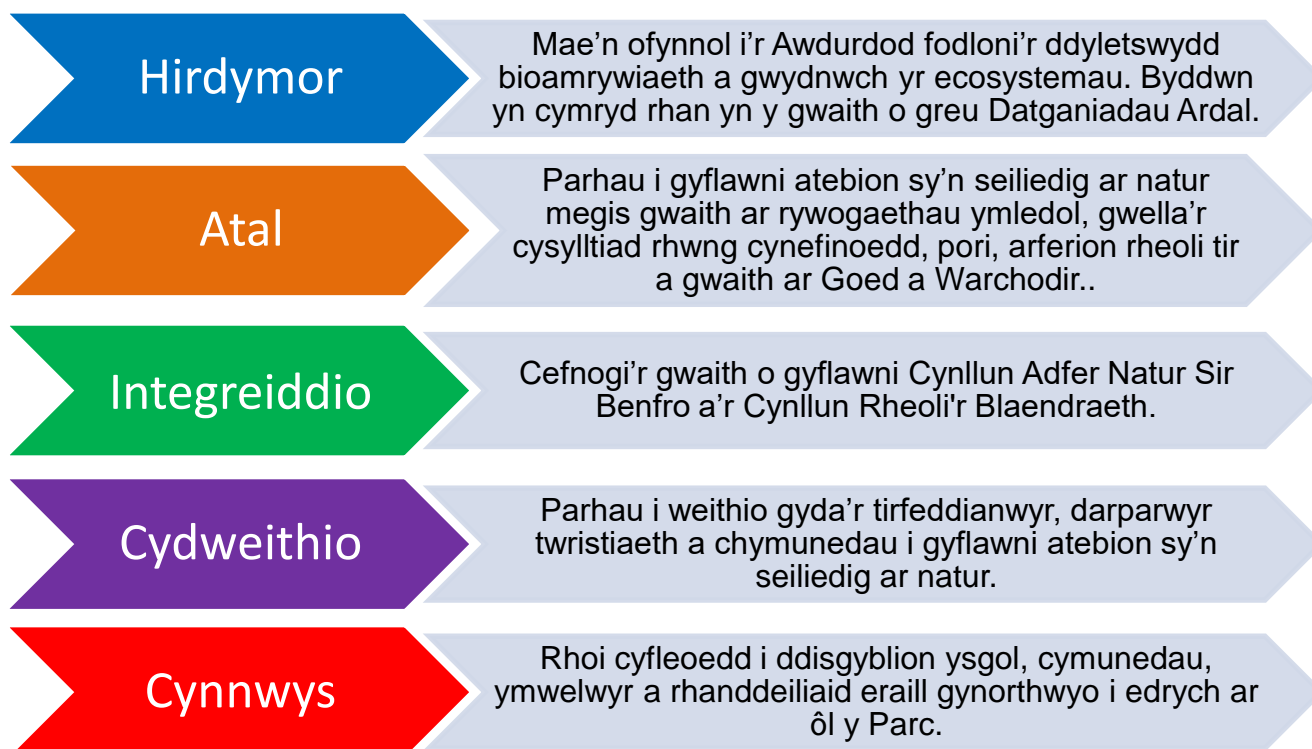 Hirdymor
Mae’n ofynnol i’r Awdurdod fodloni’r ddyletswydd
bioamrywiaeth a gwydnwch yr ecosystemau. Byddwn
yn cymryd rhan yn y gwaith o greu Datganiadau Ardal.
Atal
Parhau i gyflawni atebion sy’n seiliedig ar natur
megis gwaith ar rywogaethau ymledol, gwella’r
cysylltiad rhwng cynefinoedd, pori, arferion rheoli tir
a gwaith ar Goed a Warchodir..
Integreiddio
Cefnogi’r gwaith o gyflawni Cynllun Adfer Natur Sir
Benfro a’r Cynllun Rheoli'r Blaendraeth.
Cydweithio
Parhau i weithio gyda’r tirfeddianwyr, darparwyr
twristiaeth a chymunedau i gyflawni atebion sy’n
seiliedig ar natur.
Cynnwys
Rhoi cyfleoedd i ddisgyblion ysgol, cymunedau,
ymwelwyr a rhanddeiliaid eraill gynorthwyo i edrych ar
ôl y Parc.